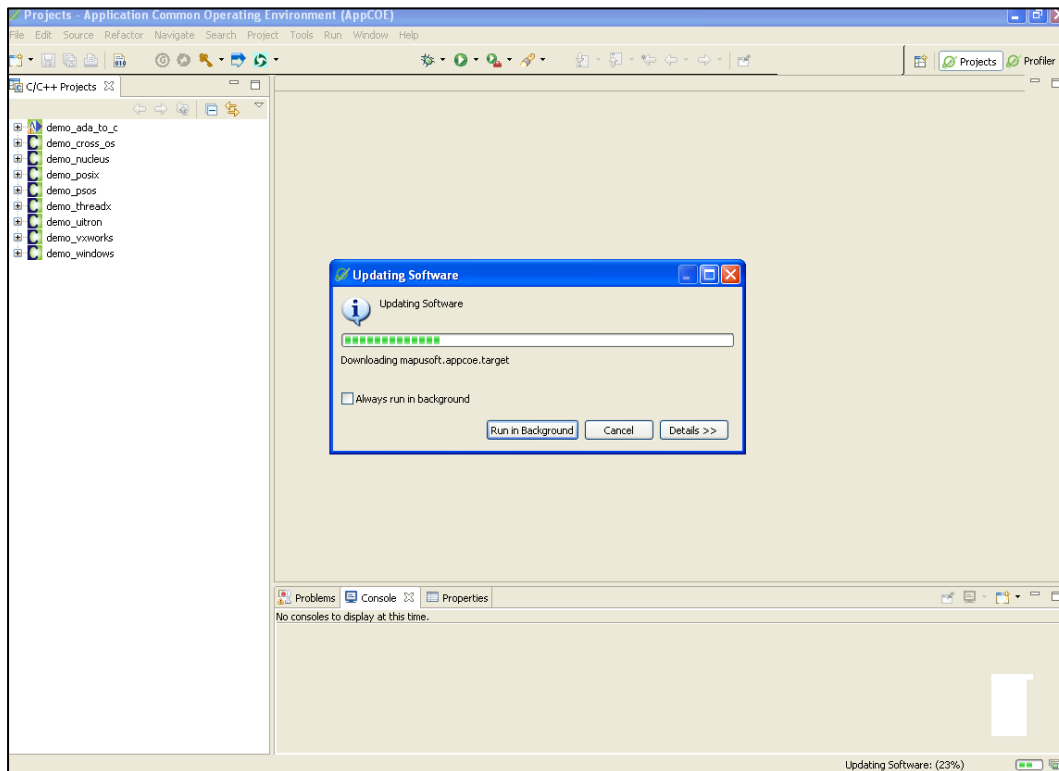 Projects - Application Common Operating Environment (AppCOE)
File Edit Source Refactor Navigate Search Project Tools Run Window Help
010
Projects Profiler
C/C++ Projects
demo_ada_to_c
demo_cross_os
demo_nucleus
demo_posix
demo_psos
demo_threadx
demo_uitron
demo_vxworks
demo_windows
Updating Software
Updating Software
Downloading mapusoft.appcoe.target
Always run in background
Run in Background Cancel Details >>
Problems Console Properties
No consoles to display at this time.
Updating Software: (23%)